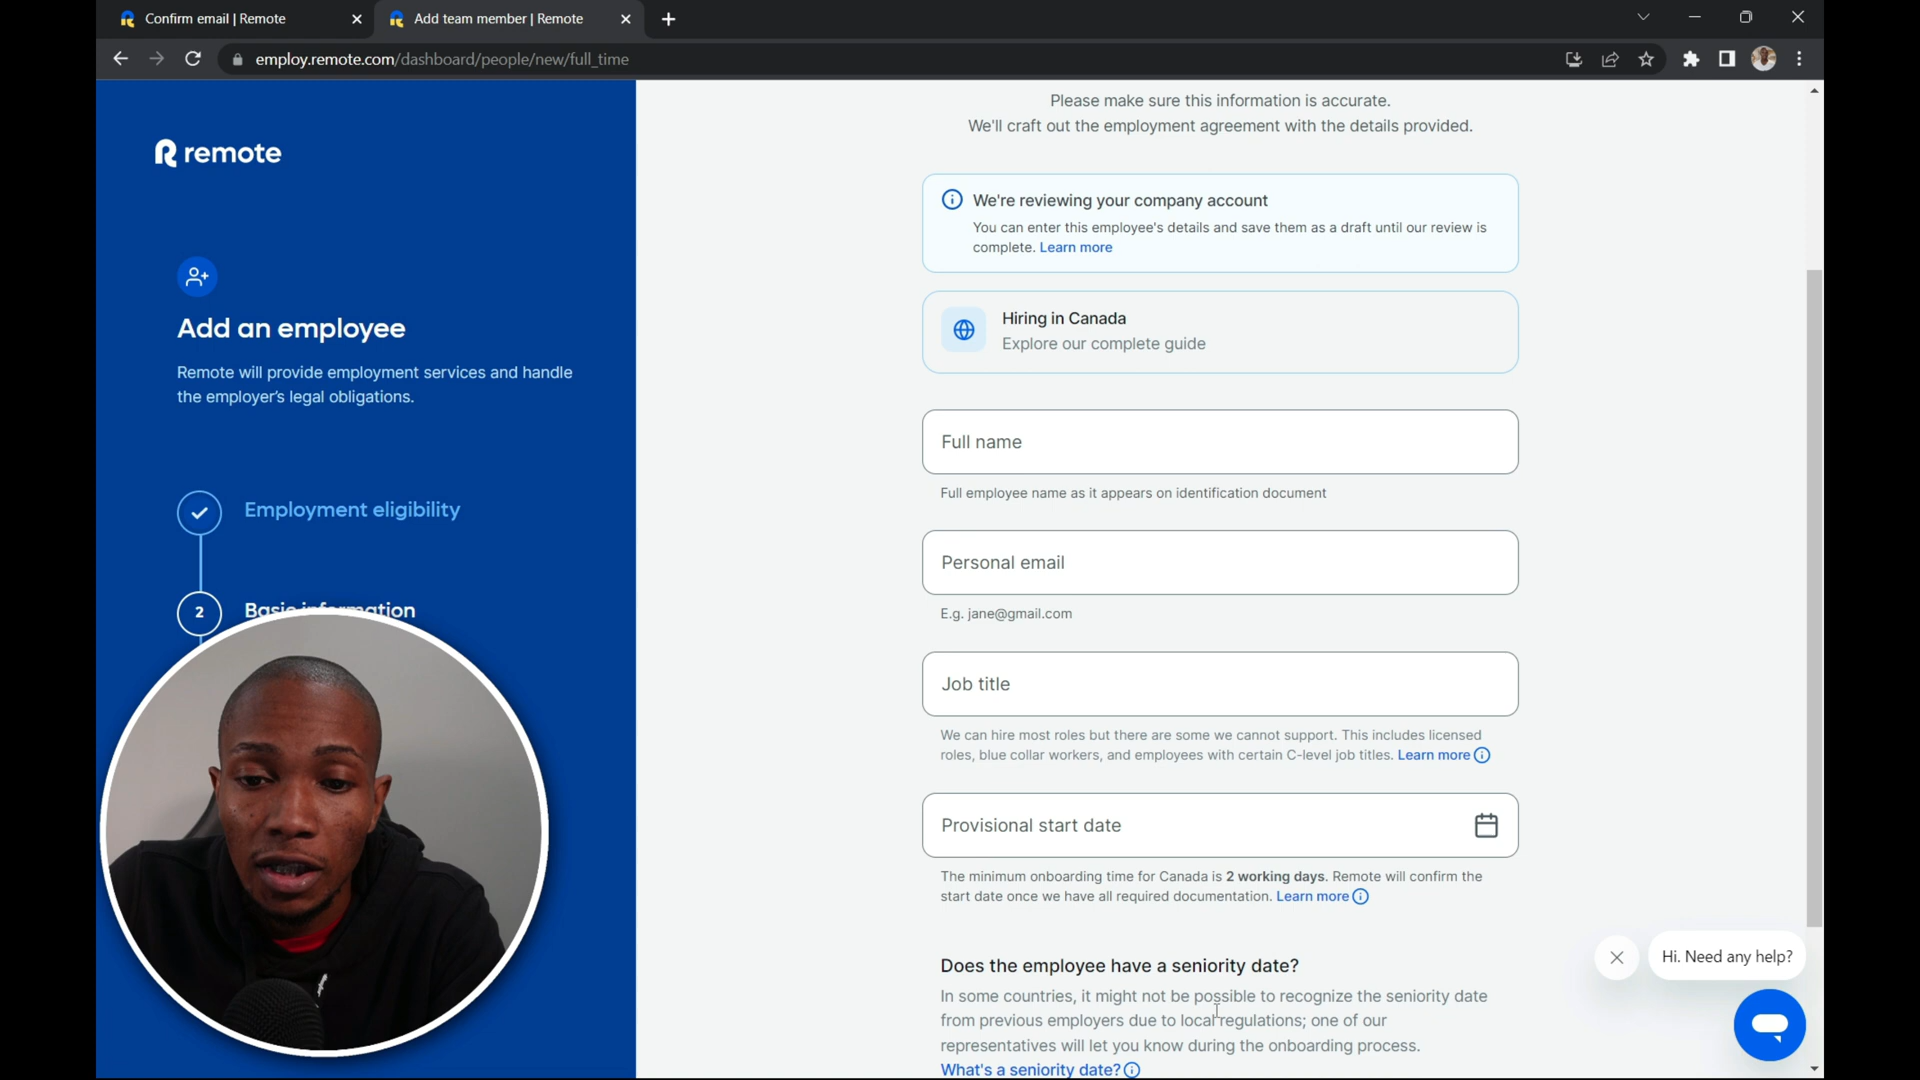 Confirm email | Remote
Add team member | Remote
employ.remote.com/dashboard/people/new/full_time
remote
Add an employee
Remote will provide employment services and handle
the employer's legal obligations.
Employment eligibility
2
Basic information
Please make sure this information is accurate.
We'll craft out the employment agreement with the details provided.
We're reviewing your company account
You can enter this employee's details and save them as a draft until our review is
complete. Learn more
Hiring in Canada
Explore our complete guide
Full name
Full employee name as it appears on identification document
Personal email
E.g. jane@gmail.com
Job title
We can hire most roles but there are some we cannot support. This includes licensed
roles, blue collar workers, and employees with certain C-level job titles. Learn more
Provisional start date
The minimum onboarding time for Canada is 2 working days. Remote will confirm the
start date once we have all required documentation. Learn more
Does the employee have a seniority date?
In some countries, it might not be possible to recognize the seniority date
from previous employers due to local regulations; one of our
representatives will let you know during the onboarding process.
What's a seniority date?
Hi. Need any help?